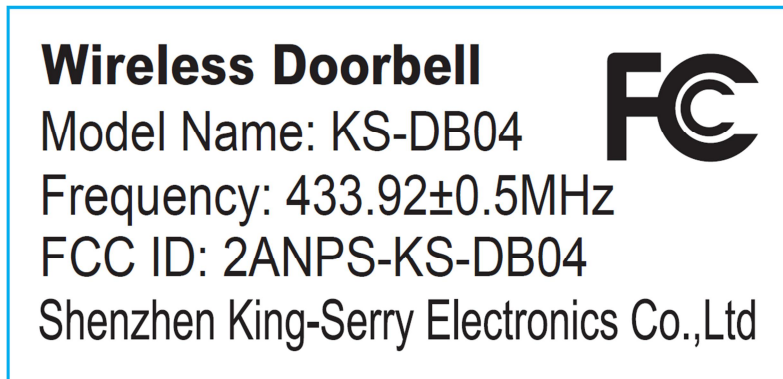 Wireless Doorbell
FCC
Model Name: KS-DB04
Frequency: 433.92±0.5MHz
FCC ID: 2ANPS-KS-DB04
Shenzhen King-Serry Electronics Co.,Ltd